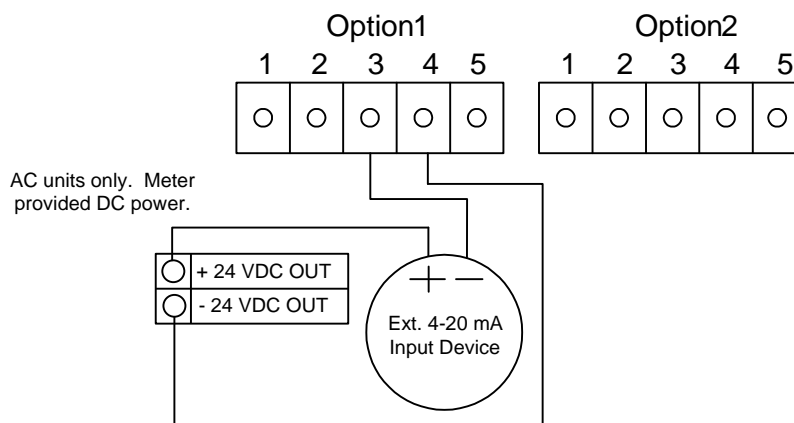 Option1 Option2
1 2 3 4 5 1 2 3 4 5
AC units only. Meter
provided DC power.
+ 24 VDC OUT
- 24 VDC OUT
+ −
Ext. 4-20 mA
Input Device